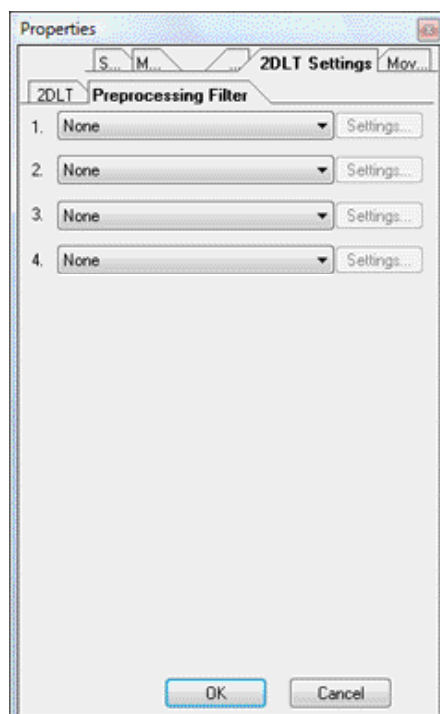 Properties
S... M... ... 2DLT Settings Mov...
2DLT Preprocessing Filter
1. None Settings...
2. None Settings...
3. None Settings...
4. None Settings...
OK Cancel